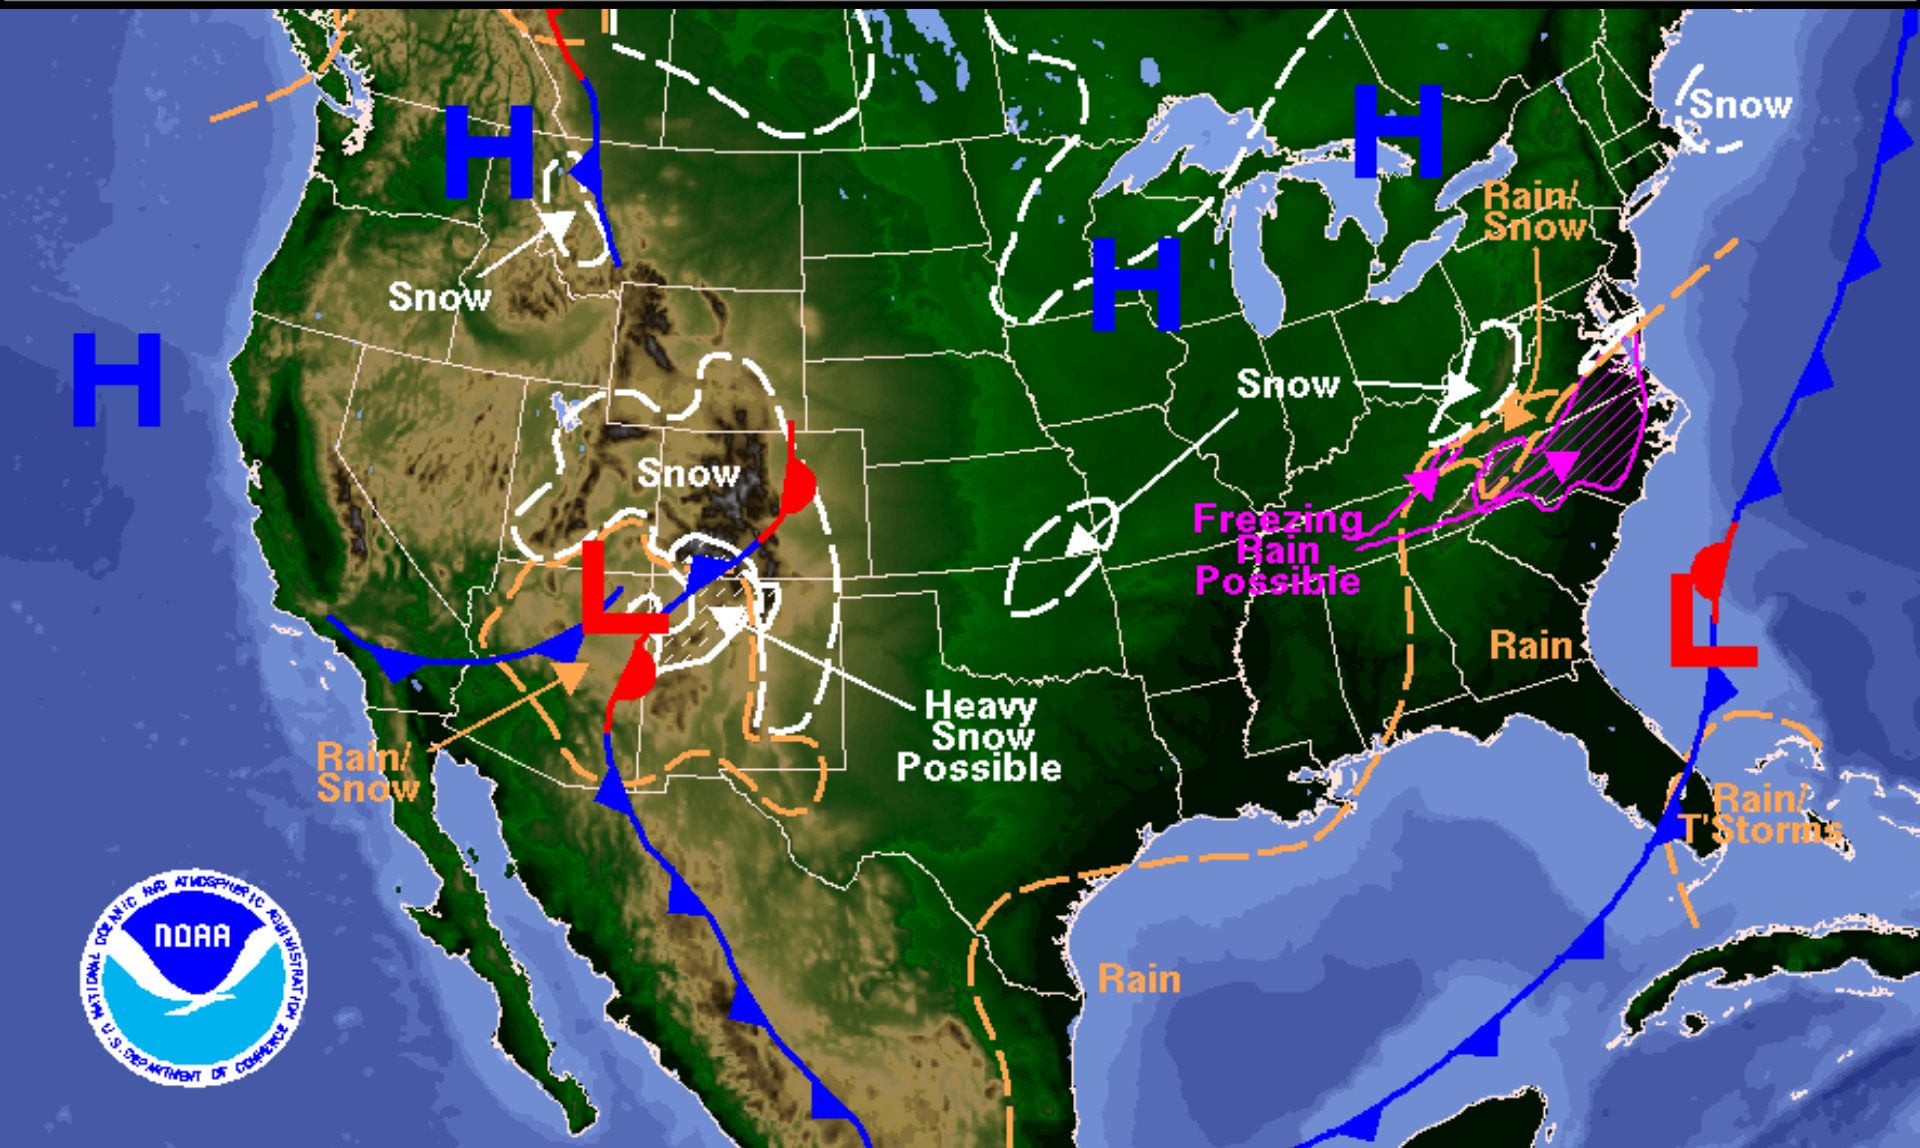 H
H
Snow
Rain/
Snow
H
H
Snow
H
Snow
Snow
Freezing
Rain
Possible
L
L
Rain
Heavy
Snow
Possible
Rain/
Snow
Rain/
T'Storms
Rain
NATIONAL OCEANIC AND ATMOSPHERIC ADMINISTRATION
NOAA
U.S. DEPARTMENT OF COMMERCE